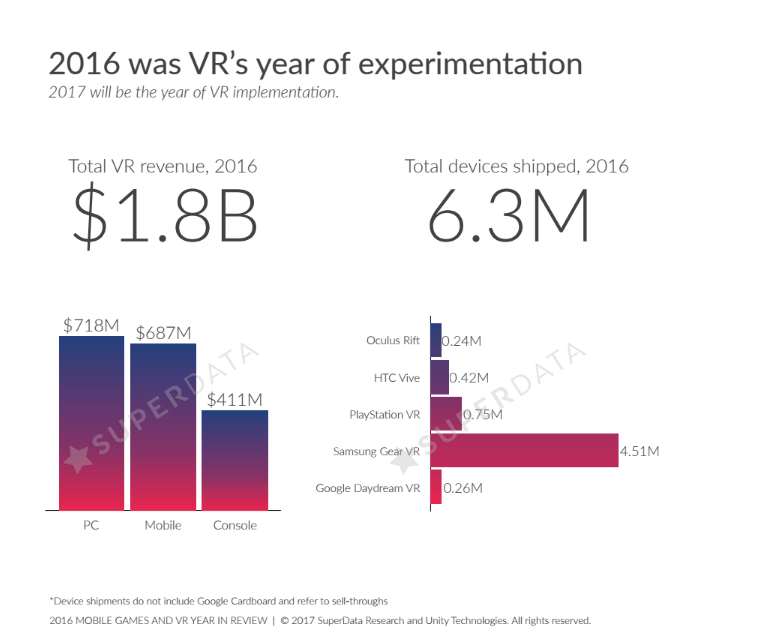 2016 was VR's year of experimentation
2017 will be the year of VR implementation.
Total VR revenue, 2016
$1.8B
Total devices shipped, 2016
6.3M
$718M
$687M
$411M
PC
Mobile
Console
SUPERDATA
Oculus Rift
0.24M
HTC Vive
0.42M
PlayStation VR
0.75M
Samsung Gear VR
4.51M
Google Daydream VR
0.26M
SUPERDATA
*Device shipments do not include Google Cardboard and refer to sell-throughs
2016 MOBILE GAMES AND VR YEAR IN REVIEW | © 2017 SuperData Research and Unity Technologies. All rights reserved.